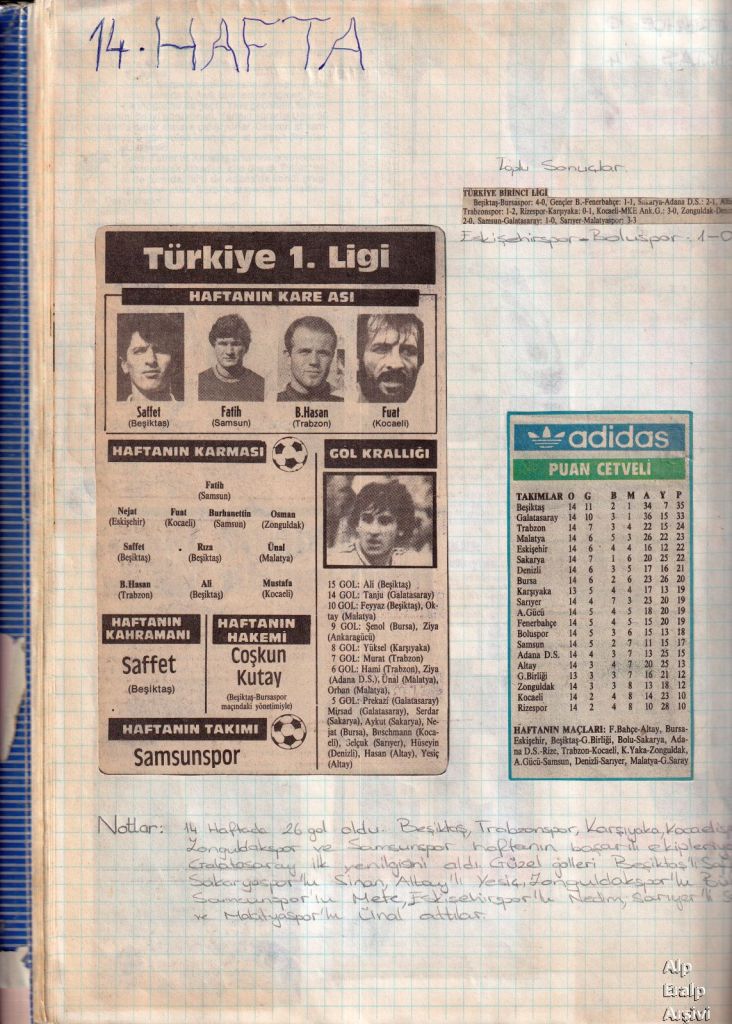 14. HAFTA
Toplu Sonuçlar
TÜRKİYE BİRİNCİ LİGİ
Beşiktaş-Bursaspor: 4-0, Gençler B.-Fenerbahçe: 1-1, Sakarya-Adana D.S.: 2-1,
Trabzonspor: 1-2, Rizespor-Karşıyaka: 0-1, Kocaeli-MKE Ank.G.: 3-0, Zonguldak-Deniz
2-0, Samsun-Galatasaray: 1-0, Sarıyer-Malatyaspor: 3-3
Eskişehirspor-Boluspor: 1-0
Türkiye 1. Ligi
HAFTANIN KARE ASI
Saffet Fatih B.Hasan Fuat
(Beşiktaş) (Samsun) (Trabzon) (Kocaeli)
HAFTANIN KARMASI
Fatih
(Samsun)
Nejat Fuat Burhanettin Osman
(Eskişehir) (Kocaeli) (Samsun) (Zonguldak)
Saffet Rıza Ünal
(Beşiktaş) (Beşiktaş) (Malatya)
B.Hasan Ali Mustafa
(Trabzon) (Beşiktaş) (Kocaeli)
HAFTANIN
KAHRAMANI
Saffet
(Beşiktaş)
HAFTANIN
HAKEMİ
Coşkun
Kutay
(Beşiktaş-Bursaspor
maçındaki yönetimiyle)
HAFTANIN TAKIMI
Samsunspor
GOL KRALLIĞI
15 GOL: Ali (Beşiktaş)
14 GOL: Tanju (Galatasaray)
10 GOL: Feyyaz (Beşiktaş), Ok-
tay (Malatya)
9 GOL: Şenol (Bursa), Ziya
(Ankaragücü)
8 GOL: Yüksel (Karşıyaka)
7 GOL: Murat (Trabzon)
6 GOL: Hami (Trabzon), Ziya
(Adana D.S.), Ünal (Malatya),
Orhan (Malatya),
5 GOL: Prekazi (Galatasaray)
Mirşad (Galatasaray), Serdar
(Sakarya), Aykut (Sakarya), Ne-
jat (Bursa), Boschmann (Koca-
eli), Selçuk (Sarıyer), Hüseyin
(Denizli), Hasan (Altay), Yesiç
(Altay)
adidas
PUAN CETVELİ
TAKIMLAR O G B M A Y P
Beşiktaş 14 11 2 1 34 7 35
Galatasaray 14 10 3 1 36 15 33
Trabzon 14 7 3 4 22 15 24
Malatya 14 6 5 3 26 22 23
Eskişehir 14 6 4 4 16 12 22
Sakarya 14 7 1 6 20 25 22
Denizli 14 6 3 5 17 16 21
Bursa 14 6 2 6 23 26 20
Karşıyaka 13 5 4 4 17 13 19
Sarıyer 14 4 7 3 23 20 19
A.Gücü 14 5 4 5 18 20 19
Fenerbahçe 14 5 4 5 15 20 19
Boluspor 14 5 3 6 15 13 18
Samsun 14 5 2 7 11 15 17
Adana D.S. 14 4 3 7 13 25 15
Altay 14 3 4 7 20 25 13
G.Birliği 13 3 3 7 16 21 12
Zonguldak 14 3 3 8 13 18 12
Kocaeli 14 2 4 8 14 23 10
Rizespor 14 2 4 8 10 28 10
HAFTANIN MAÇLARI: F.Bahçe-Altay, Bursa-
Eskişehir, Beşiktaş-G.Birliği, Bolu-Sakarya, Ada-
na D.S.-Rize, Trabzon-Kocaeli, K.Yaka-Zonguldak,
A.Gücü-Samsun, Denizli-Sarıyer, Malatya-G.Saray
Notlar: 14 Haftada 26 gol oldu. Beşiktaş, Trabzonspor, Karşıyaka,
Zonguldakspor ve Samsunspor haftanın başarılı
Galatasaray ilk yenilgisini aldı. Güzel golleri Beşiktaş'lı
Sakaryaspor'lu Sinan, Altay'lı Yesiç, Zonguldakspor'lu
Samsunspor'lu Mete, Eskişehirspor'lu Nedim, Sarıyer'li
ve Malatyaspor'lu Ünal attılar.
Alp
Eralp
Arşivi